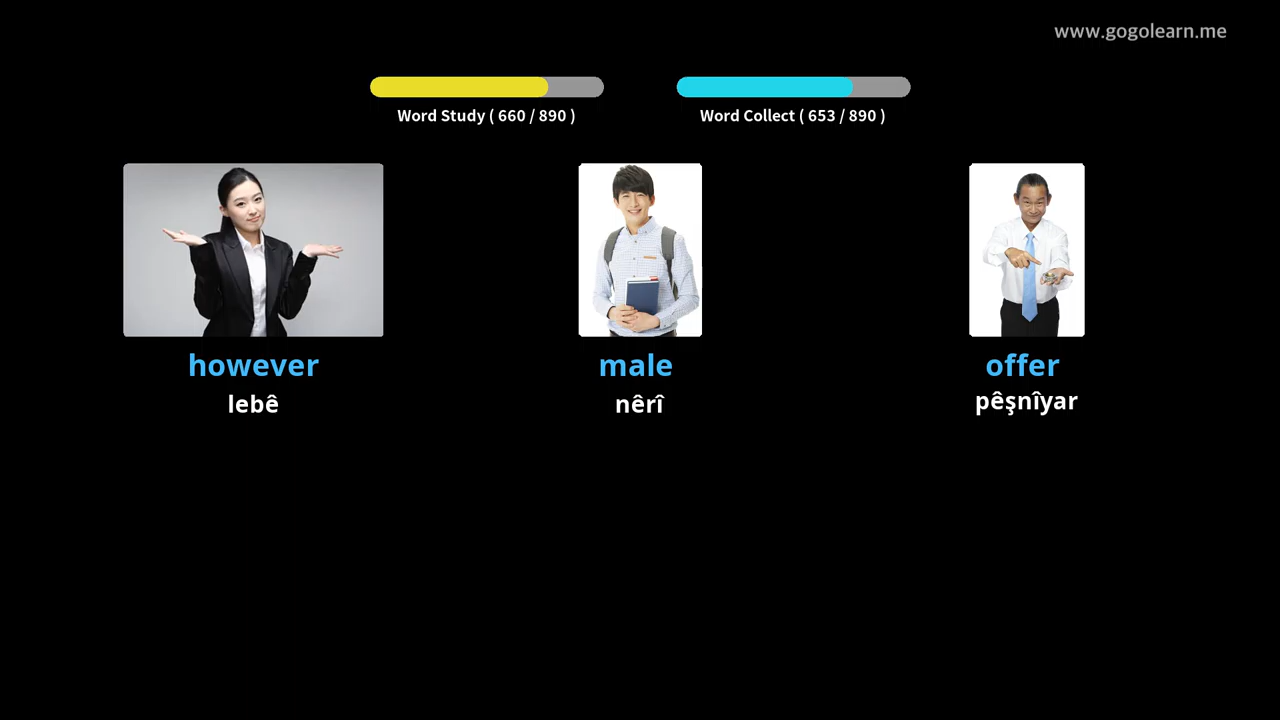 www.gogolearn.me
Word Study ( 660 / 890 )
Word Collect ( 653 / 890 )
however
male
offer
lebê
nêrî
pêşnîyar